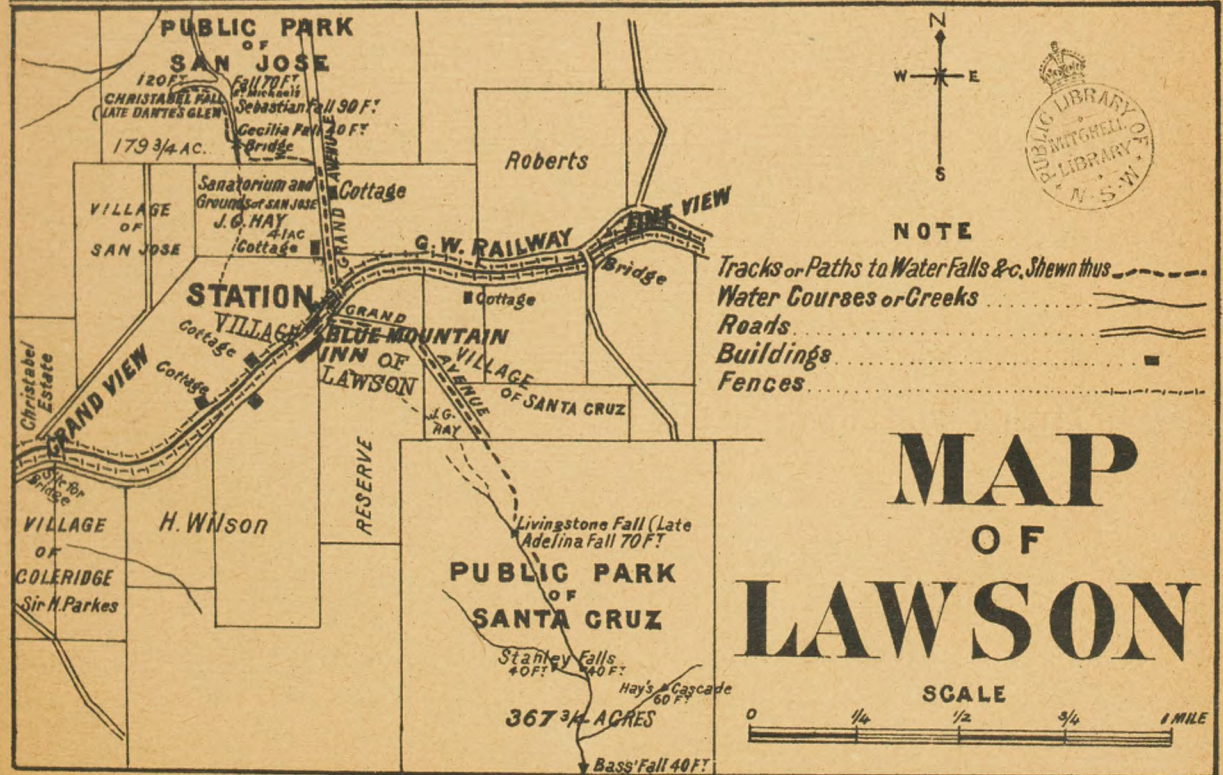 PUBLIC PARK
OF
SAN JOSE
120 FT
CHRISTABEL FALL
(LATE DANTE'S GLEN
Fall 70 FT
St Michaels
Sebastian Fall 90 FT
Cecilia Fall 40 FT
Bridge
179 3/4 AC.
VILLAGE
OF
SAN JOSE
Sanatorium and
Grounds of SAN JOSE
J. G. HAY
41 AC
Cottage
Cottage
GRAND AVENUE
Roberts
G. W. RAILWAY
FINE VIEW
Bridge
Cottage
STATION
VILLAGE
BLUE MOUNTAIN
INN
OF
LAWSON
GRAND
AVENUE
VILLAGE
OF SANTA CRUZ
Cottage
Cottage
J. G.
HAY
Christabel
Estate
GRAND VIEW
Site for
Bridge
VILLAGE
OF
COLERIDGE
Sir H. Parkes
H. Wilson
RESERVE
Livingstone Fall (Late
Adelina Fall 70 FT
PUBLIC PARK
OF
SANTA CRUZ
Stanley Falls
40 FT 40 FT
Hay's Cascade
60 FT
367 3/4 ACRES
Bass' Fall 40 FT
N
W E
S
PUBLIC LIBRARY OF
N·S·W
MITCHELL
LIBRARY
NOTE
Tracks or Paths to Water Falls &c, Shewn thus
Water Courses or Creeks
Roads
Buildings
Fences
MAP
OF
LAWSON
SCALE
0 1/4 1/2 3/4 1 MILE